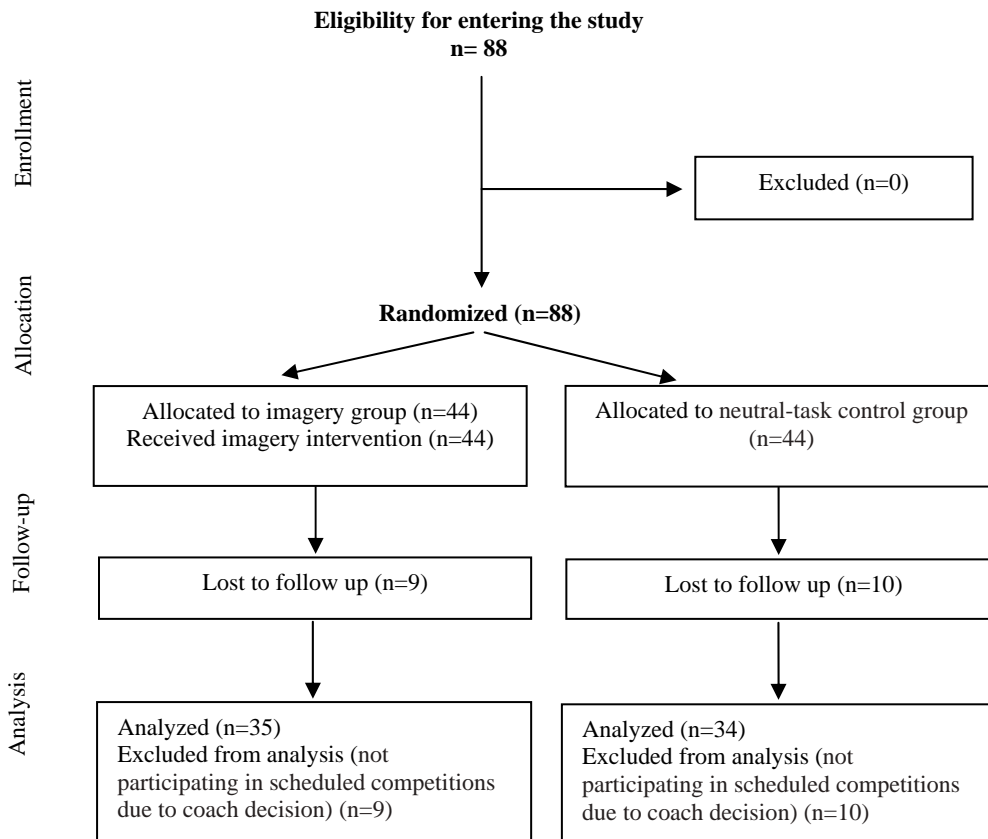 Eligibility for entering the study
n= 88
Enrollment
Excluded (n=0)
Allocation
Randomized (n=88)
Allocated to imagery group (n=44)
Received imagery intervention (n=44)
Allocated to neutral-task control group
(n=44)
Follow-up
Lost to follow up (n=9)
Lost to follow up (n=10)
Analysis
Analyzed (n=35)
Excluded from analysis (not
participating in scheduled competitions
due to coach decision) (n=9)
Analyzed (n=34)
Excluded from analysis (not
participating in scheduled competitions
due to coach decision) (n=10)